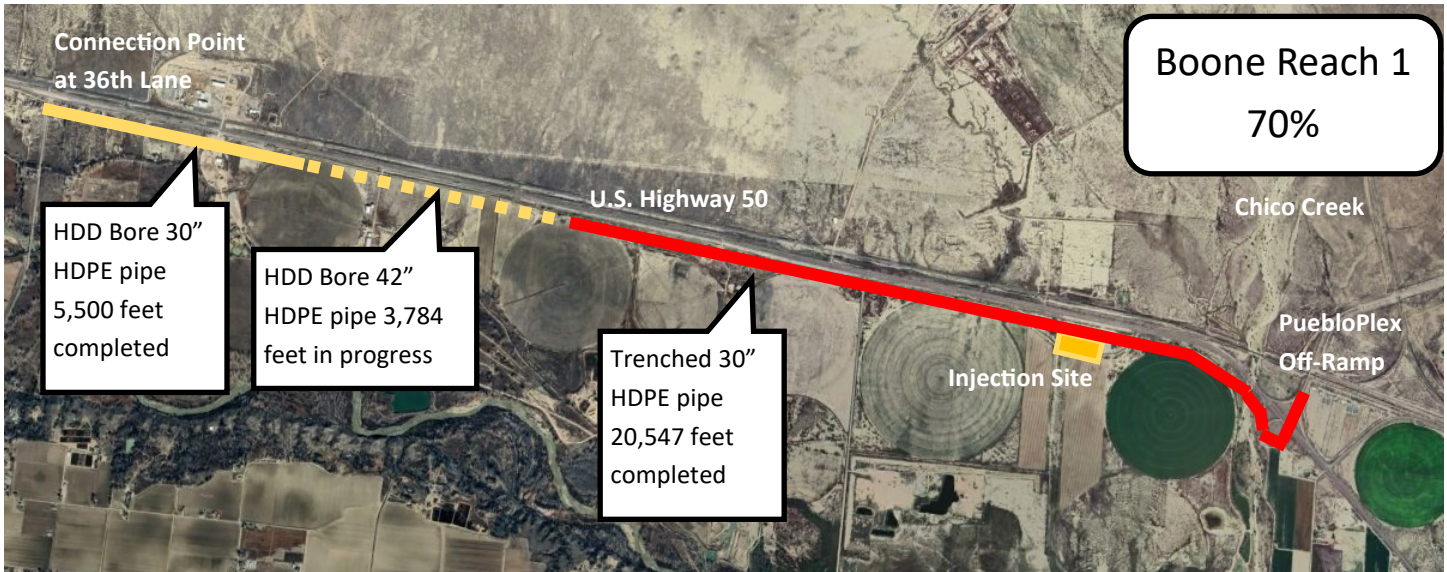 Connection Point
at 36th Lane
Boone Reach 1
70%
U.S. Highway 50
Chico Creek
HDD Bore 30”
HDPE pipe
5,500 feet
completed
HDD Bore 42”
HDPE pipe 3,784
feet in progress
Trenched 30”
HDPE pipe
20,547 feet
completed
Injection Site
PuebloPlex
Off-Ramp